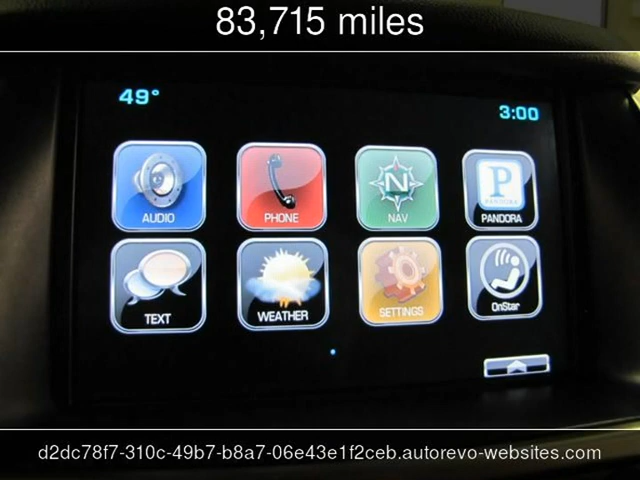 83,715 miles
49°
3:00
AUDIO
PHONE
N
NAV
P
PANDORA
PANDORA
TEXT
WEATHER
SETTINGS
OnStar
d2dc78f7-310c-49b7-b8a7-06e43e1f2ceb.autorevo-websites.com